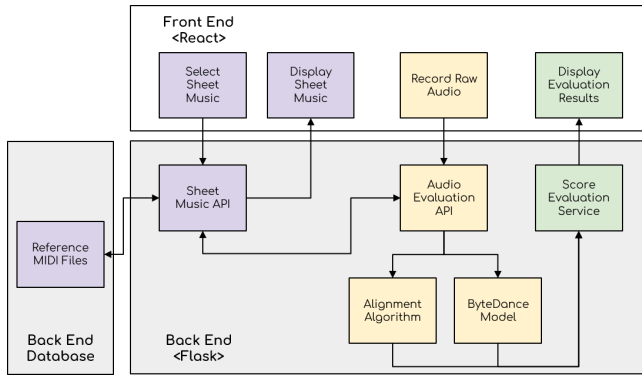 Front End
<React>
Select
Sheet
Music
Display
Sheet
Music
Record Raw
Audio
Display
Evaluation
Results
Sheet
Music API
Audio
Evaluation
API
Score
Evaluation
Service
Reference
MIDI Files
Alignment
Algorithm
ByteDance
Model
Back End
Database
Back End
<Flask>